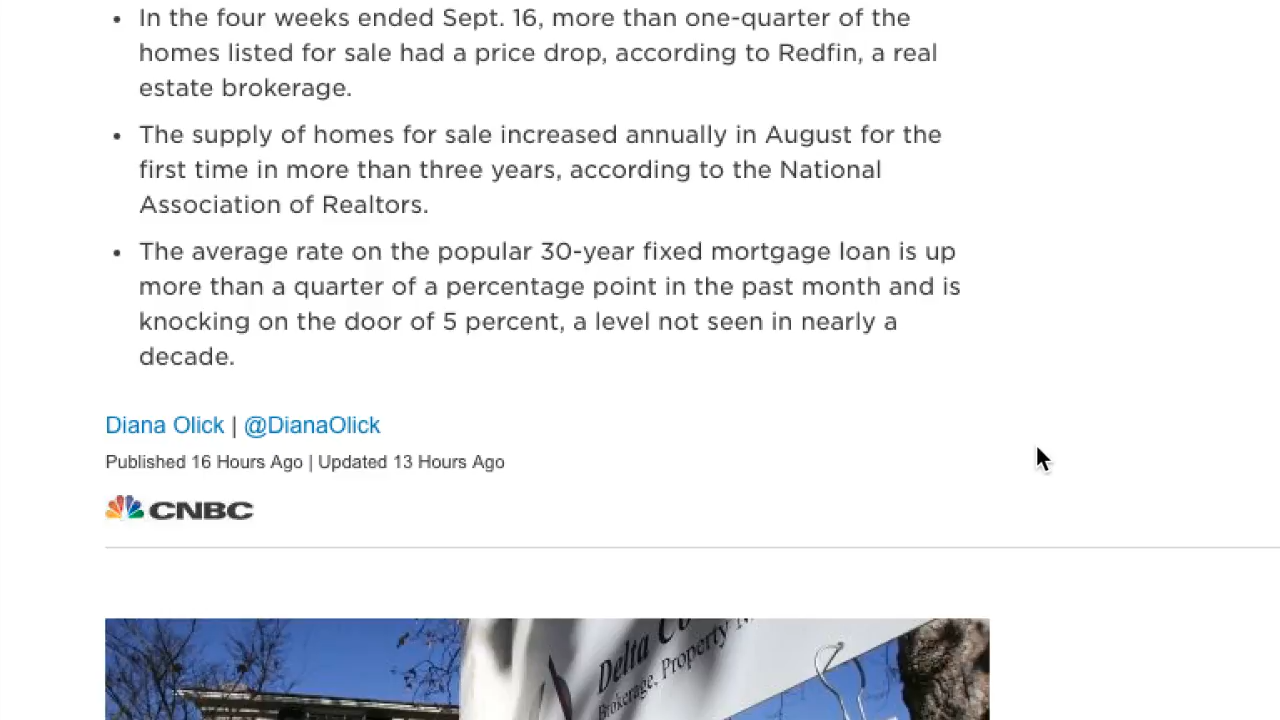 • In the four weeks ended Sept. 16, more than one-quarter of the
homes listed for sale had a price drop, according to Redfin, a real
estate brokerage.
• The supply of homes for sale increased annually in August for the
first time in more than three years, according to the National
Association of Realtors.
• The average rate on the popular 30-year fixed mortgage loan is up
more than a quarter of a percentage point in the past month and is
knocking on the door of 5 percent, a level not seen in nearly a
decade.
Diana Olick | @DianaOlick
Published 16 Hours Ago | Updated 13 Hours Ago
CNBC
Delta
Brokerage, Property